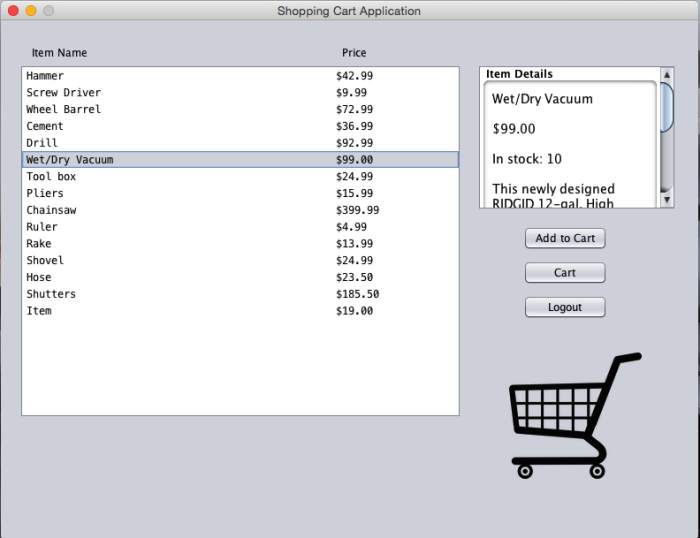 Shopping Cart Application
Item Name Price
Hammer $42.99
Screw Driver $9.99
Wheel Barrel $72.99
Cement $36.99
Drill $92.99
Wet/Dry Vacuum $99.00
Tool box $24.99
Pliers $15.99
Chainsaw $399.99
Ruler $4.99
Rake $13.99
Shovel $24.99
Hose $23.50
Shutters $185.50
Item $19.00
Item Details
Wet/Dry Vacuum
$99.00
In stock: 10
This newly designed
RIDGID 12-gal. High
Add to Cart
Cart
Logout